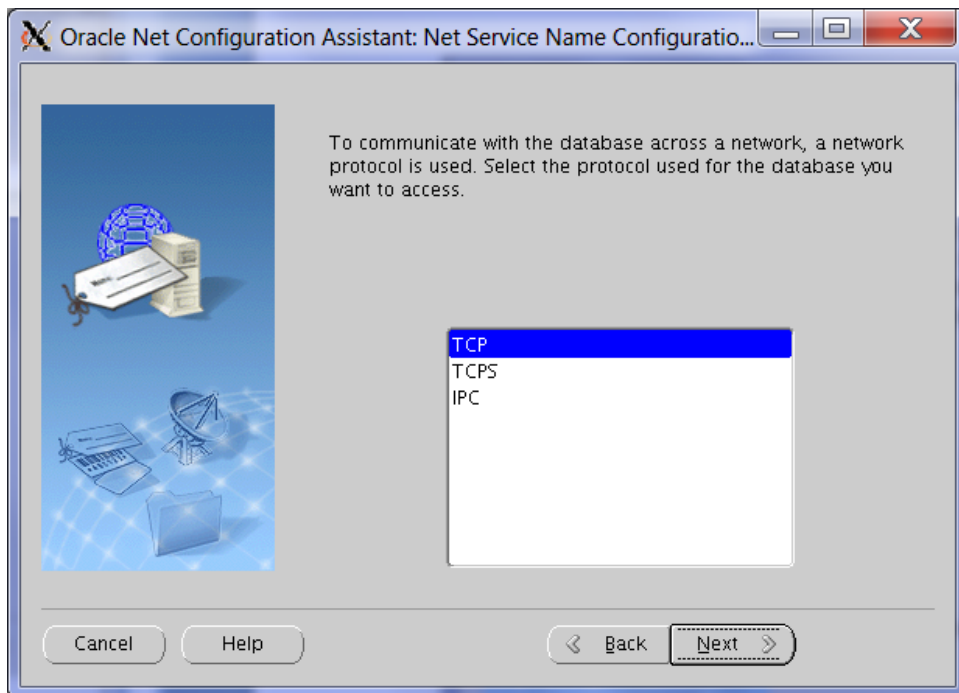 Oracle Net Configuration Assistant: Net Service Name Configuratio...
To communicate with the database across a network, a network
protocol is used. Select the protocol used for the database you
want to access.
TCP
TCPS
IPC
Cancel Help Back Next